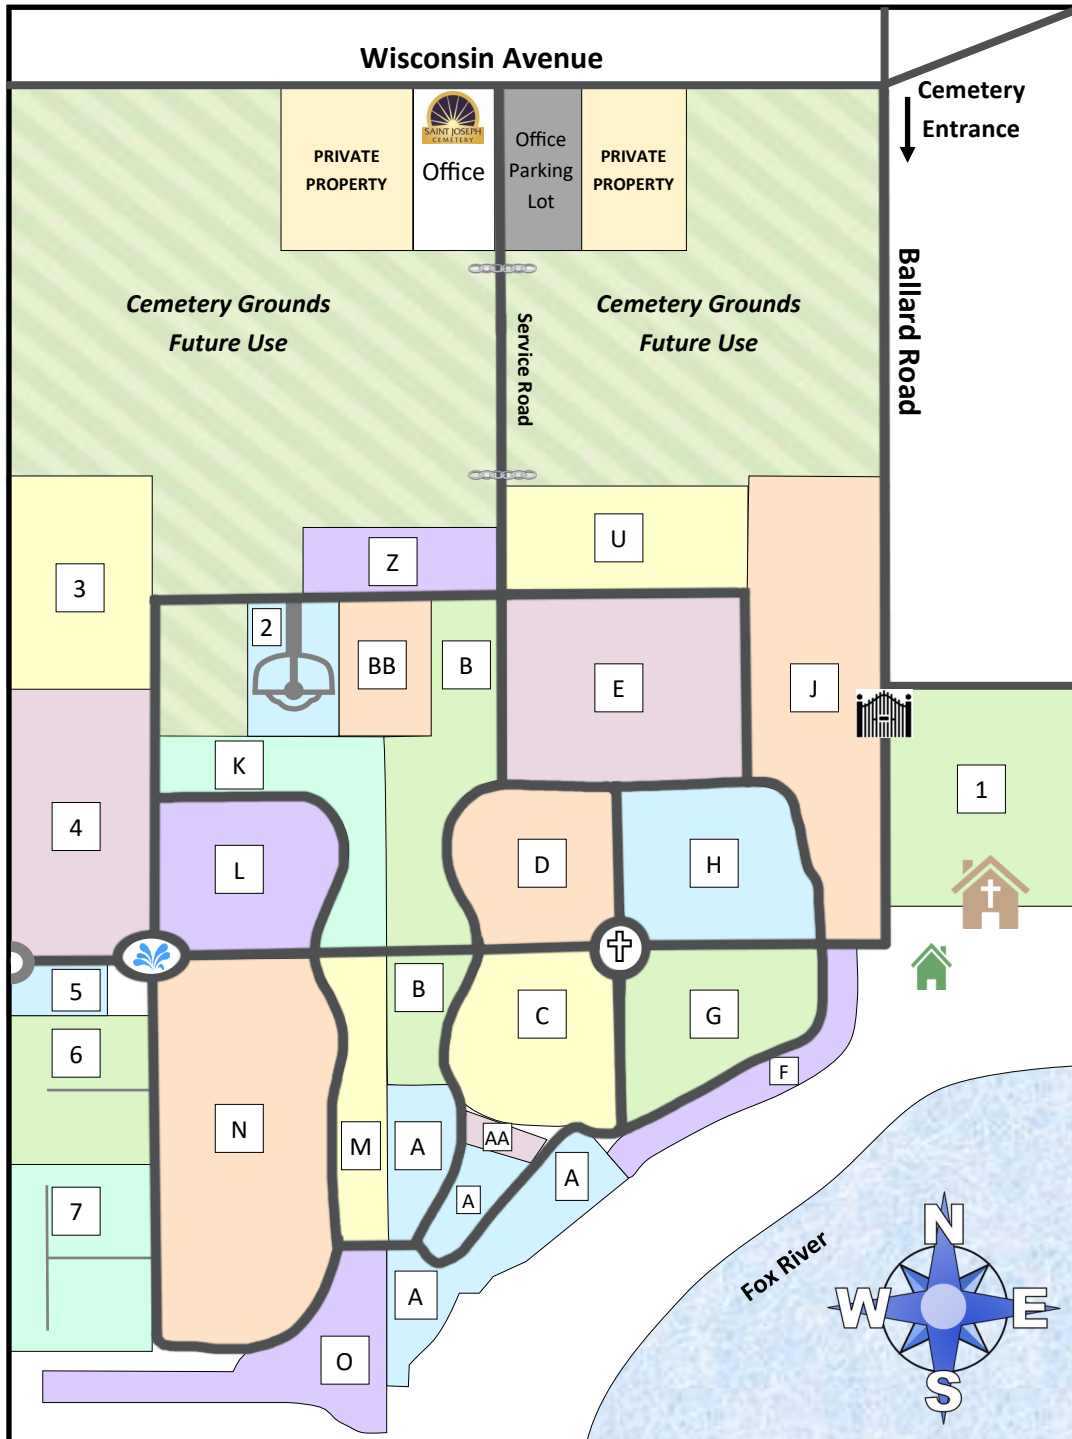 Wisconsin Avenue
Cemetery
Entrance
SAINT JOSEPH
CEMETERY
Office
PRIVATE
PROPERTY
Office
Parking
Lot
PRIVATE
PROPERTY
Ballard Road
Cemetery Grounds
Future Use
Service Road
Cemetery Grounds
Future Use
U
Z
3
2
BB
B
E
J
K
1
4
L
D
H
5
B
C
G
6
F
N
M
A
AA
A
A
7
A
O
Fox River
N
W
E
S